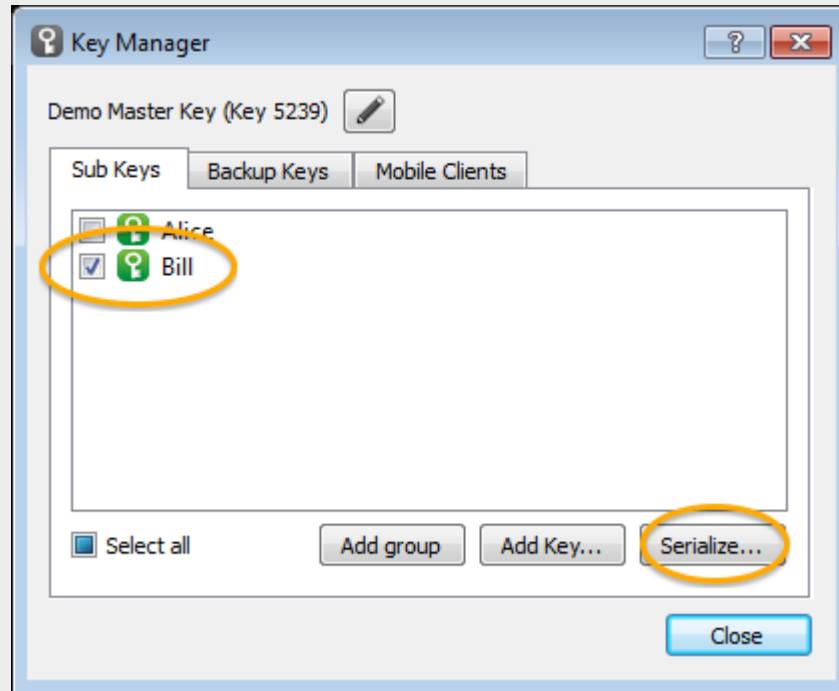 Key Manager
Demo Master Key (Key 5239)
Sub Keys Backup Keys Mobile Clients
Alice
Bill
Select all Add group Add Key... Serialize...
Close